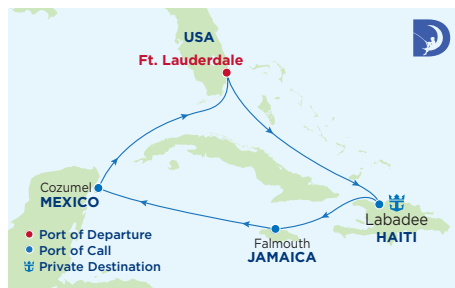 USA
Ft. Lauderdale
Cozumel
MEXICO
Labadee
HAITI
Falmouth
JAMAICA
Port of Departure
Port of Call
Private Destination